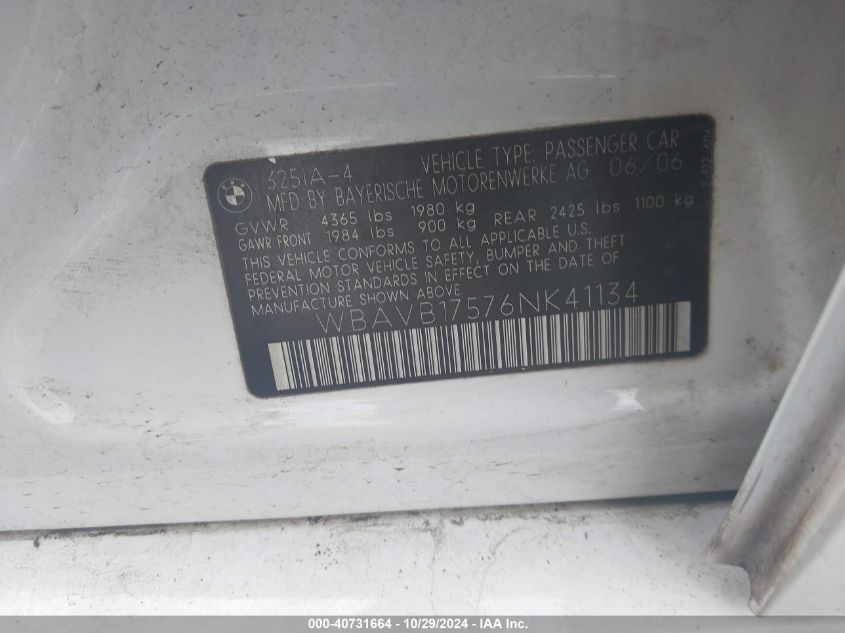 325iA-4 VEHICLE TYPE: PASSENGER CAR
MFD BY BAYERISCHE MOTORENWERKE AG 06/06
GVWR 4365 lbs 1980 kg
GAWR FRONT 1984 lbs 900 kg REAR 2425 lbs 1100 kg
THIS VEHICLE CONFORMS TO ALL APPLICABLE U.S.
FEDERAL MOTOR VEHICLE SAFETY, BUMPER AND THEFT
PREVENTION STANDARDS IN EFFECT ON THE DATE OF
MANUFACTURE SHOWN ABOVE.
WBAVB17576NK41134
000-40731664 - 10/29/2024 - IAA Inc.